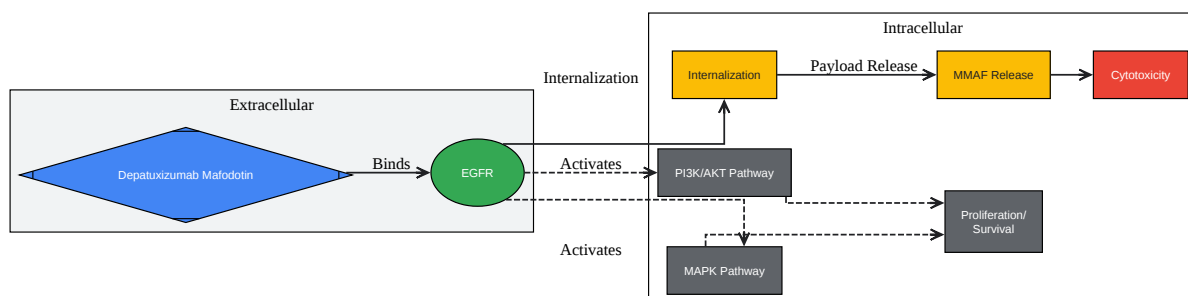 Intracellular
Internalization
Payload Release
MMAF Release
Cytotoxicity
Internalization
Extracellular
Depatuxizumab Mafodotin
Binds
EGFR
Activates
PI3K/AKT Pathway
Proliferation/
Survival
Activates
MAPK Pathway